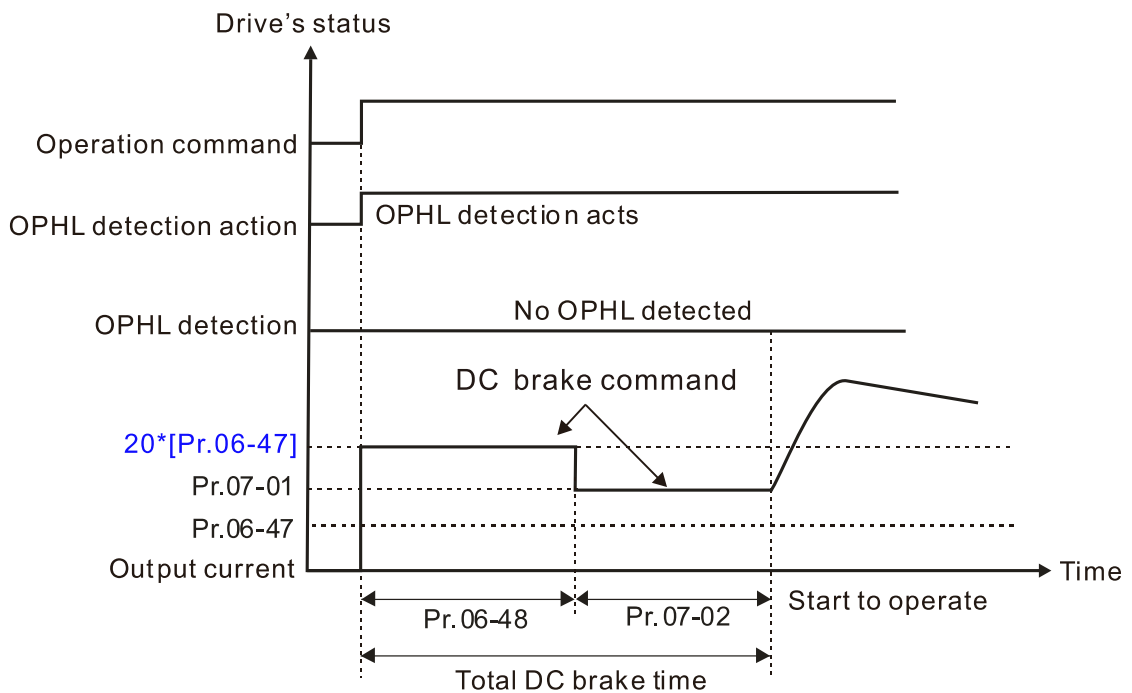 Drive's status
Operation command
OPHL detection action
OPHL detection acts
OPHL detection
No OPHL detected
DC brake command
20*[Pr.06-47]
Pr.07-01
Pr.06-47
Output current
Time
Pr.06-48
Pr.07-02
Start to operate
Total DC brake time